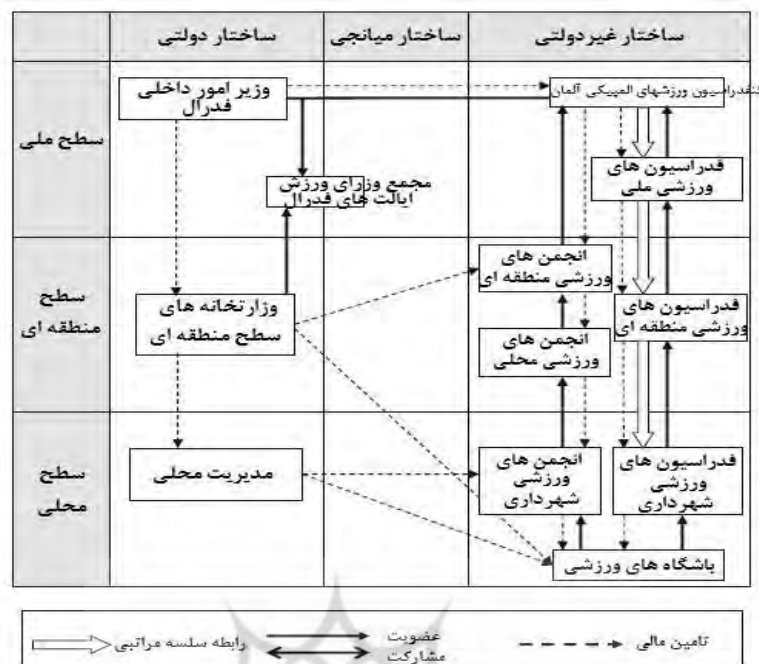 ساختار غیردولتی
ساختار میانجی
ساختار دولتی
سطح ملی
وزیر امور داخلی
فدرال
کنفدراسیون ورزشهای المپیکی آلمان
مجمع وزرای ورزش
ایالت های فدرال
فدراسیون های
ورزشی ملی
سطح
منطقه ای
وزارتخانه های
سطح منطقه ای
انجمن های
ورزشی منطقه ای
فدراسیون های
ورزشی منطقه ای
انجمن های
ورزشی محلی
سطح
محلی
مدیریت محلی
انجمن های
ورزشی
شهرداری
فدراسیون های
ورزشی
شهرداری
باشگاه های ورزشی
تامین مالی
عضویت
مشارکت
رابطه سلسه مراتبی